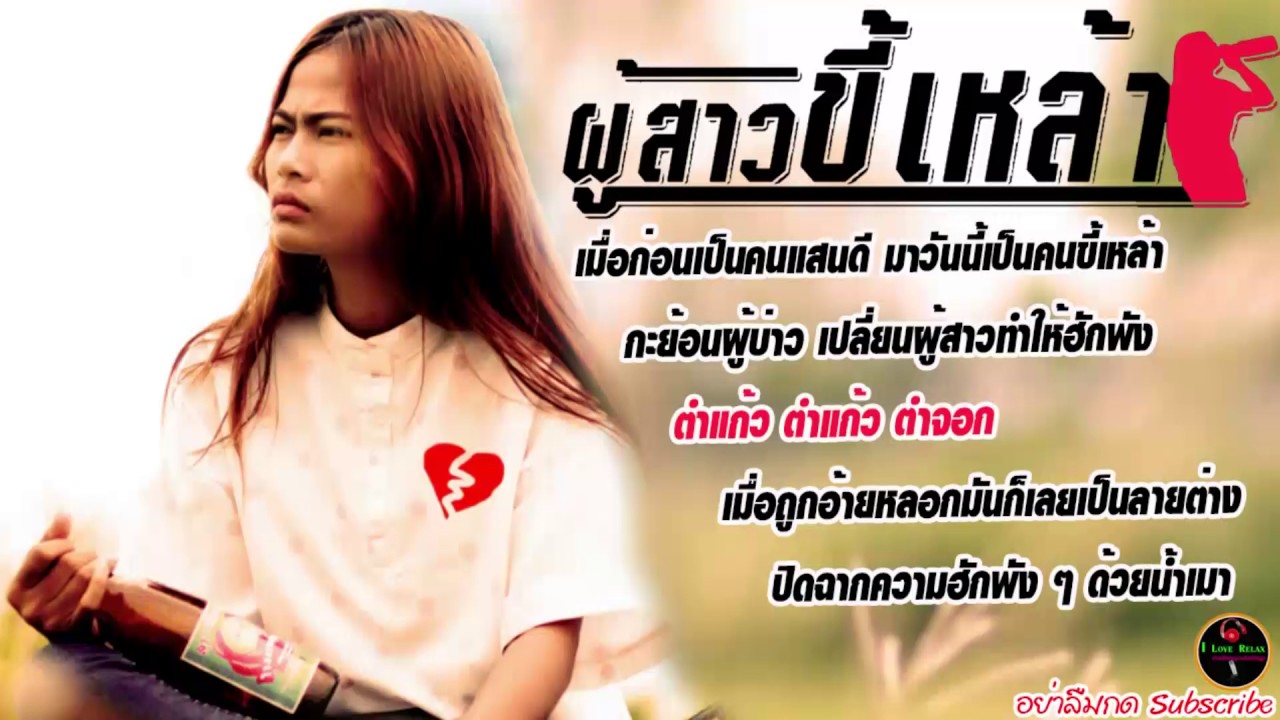 ผู้สาวขี้เหล้า
เมื่อก่อนเป็นคนแสนดี มาวันนี้เป็นคนขี้เหล้า
กะย้อนผู้บ่าว เปลี่ยนผู้สาวทำให้ฮักพัง
ตำแก้ว ตำแก้ว ตำจอก
เมื่อถูกอ้ายหลอกมันก็เลยเป็นลายต่าง
ปิดฉากความฮักพัง ๆ ด้วยน้ำเมา
I Love Relax
อย่าลืมกด Subscribe